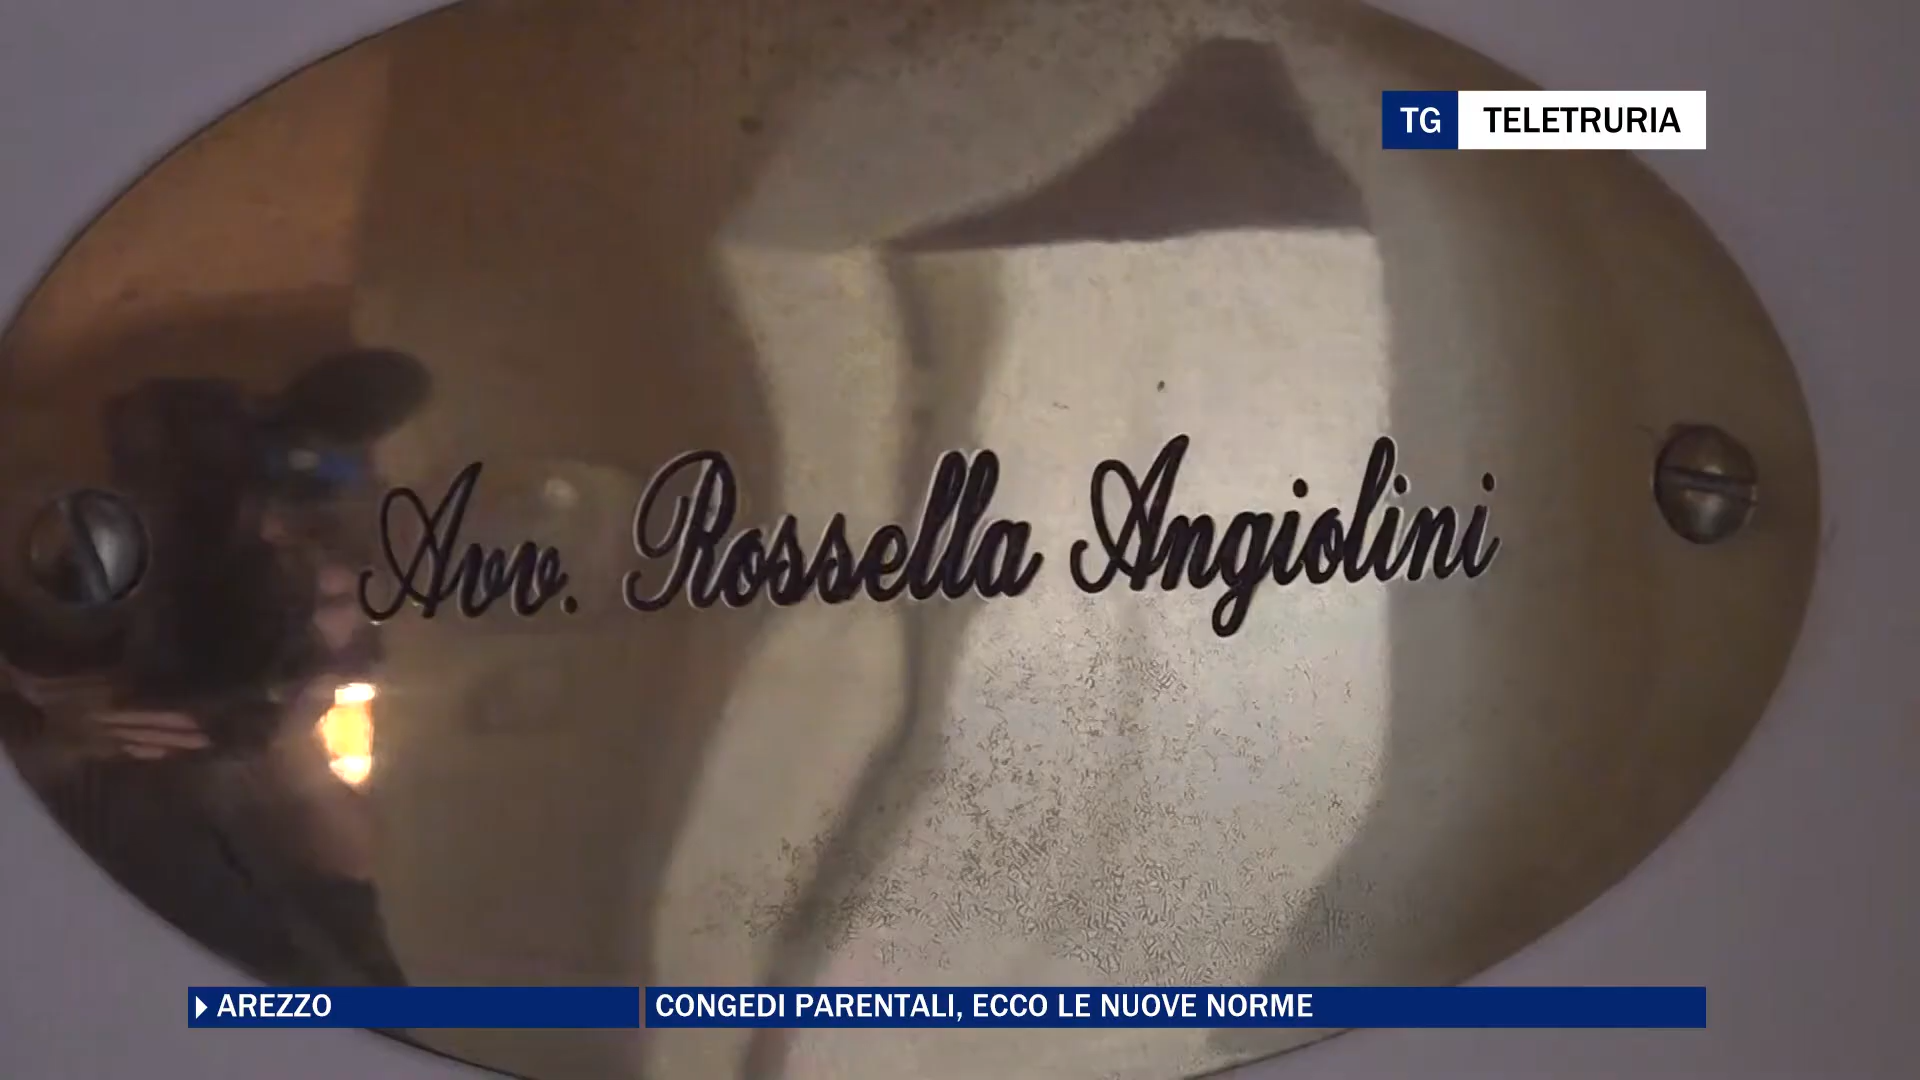 TG TELETRURIA
Avv. Rossella Angiolini
AREZZO
CONGEDI PARENTALI, ECCO LE NUOVE NORME